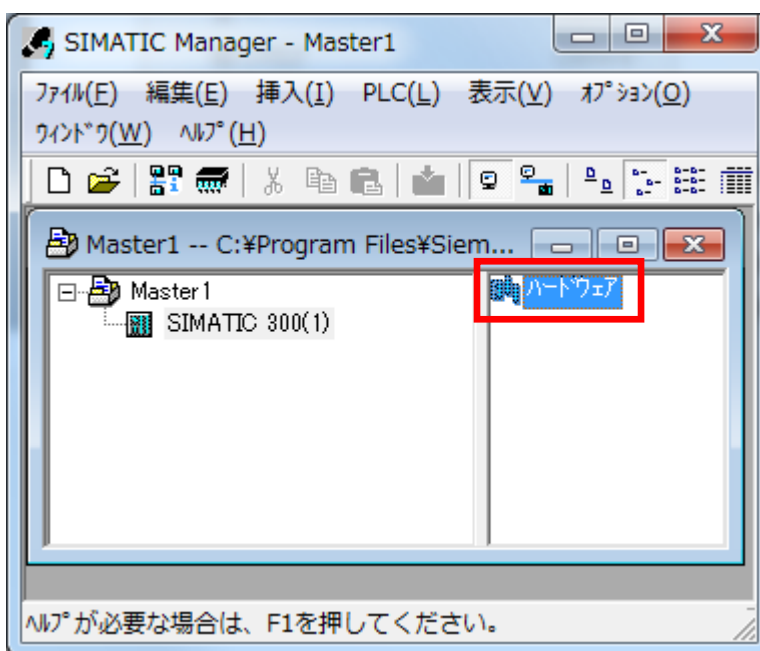 SIMATIC Manager - Master1
ﾌｧｲﾙ(F) 編集(E) 挿入(I) PLC(L) 表示(V) ｵﾌﾟｼｮﾝ(O)
ｳｨﾝﾄﾞｳ(W) ﾍﾙﾌﾟ(H)
Master1 -- C:¥Program Files¥Siem...
Master1
SIMATIC 300(1)
ﾊｰﾄﾞｳｪｱ
ﾍﾙﾌﾟが必要な場合は、F1を押してください。